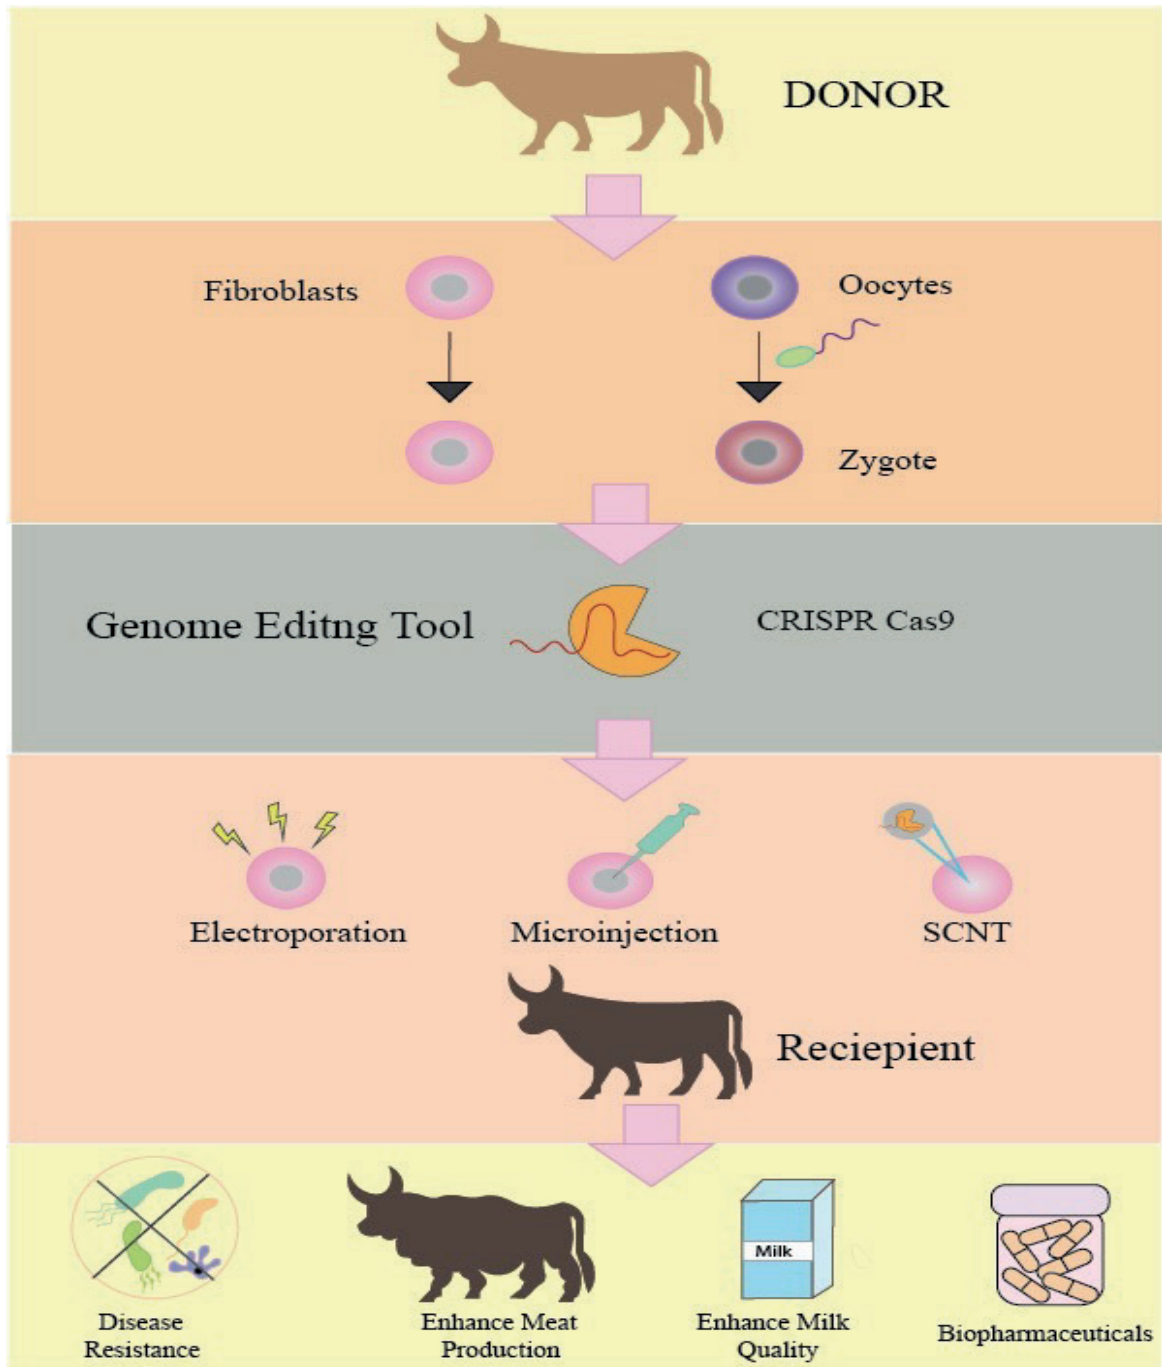 DONOR
Fibroblasts
Oocytes
Zygote
Genome Editng Tool
CRISPR Cas9
Electroporation
Microinjection
SCNT
Reciepient
Milk
Disease
Resistance
Enhance Meat
Production
Enhance Milk
Quality
Biopharmaceuticals